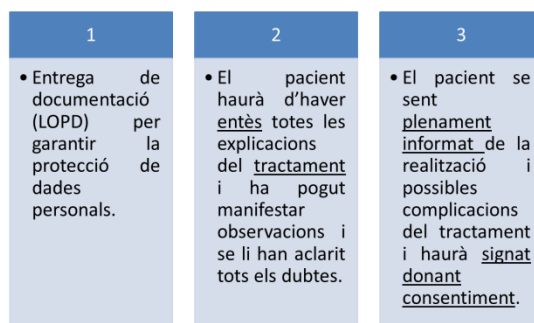 1
• Entrega de
documentació
(LOPD) per
garantir la
protecció de
dades
personals.
2
• El pacient
haurà d’haver
entès totes les
explicacions
del tractament
i ha pogut
manifestar
observacions i
se li han aclarit
tots els dubtes.
3
• El pacient se
sent
plenament
informat de la
realització i
possibles
complicacions
del tractament
i haurà signat
donant
consentiment.